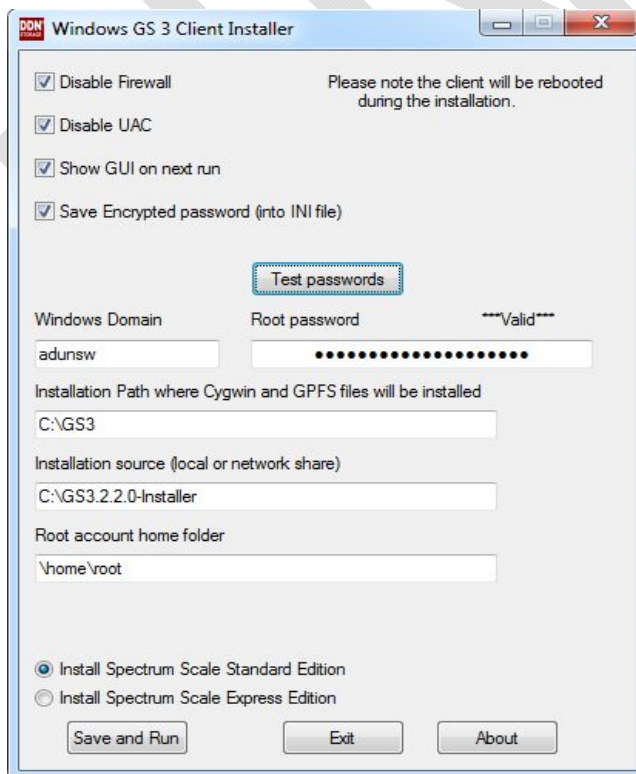 DDN
STORAGE
Windows GS 3 Client Installer
Disable Firewall
Please note the client will be rebooted
during the installation.
Disable UAC
Show GUI on next run
Save Encrypted password (into INI file)
Test passwords
Windows Domain
Root password
***Valid***
adunsw
●●●●●●●●●●●●●●●●●●●●
Installation Path where Cygwin and GPFS files will be installed
C:\GS3
Installation source (local or network share)
C:\GS3.2.2.0-Installer
Root account home folder
\home\root
Install Spectrum Scale Standard Edition
Install Spectrum Scale Express Edition
Save and Run
Exit
About